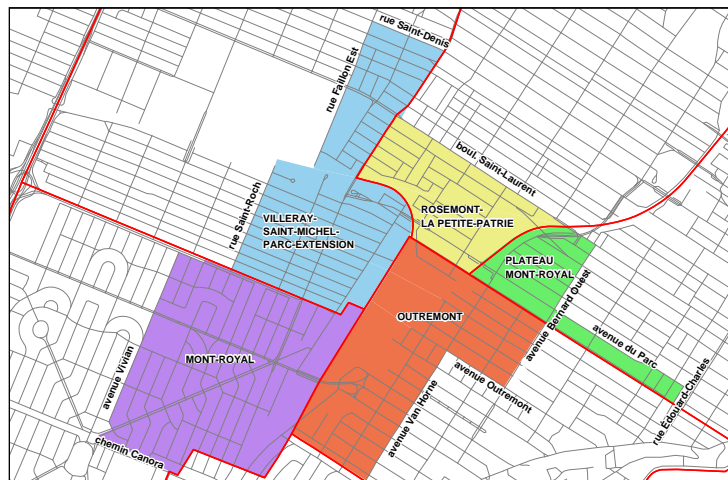 rue Saint-Denis
rue Faillon Est
boul. Saint-Laurent
rue Saint-Roch
VILLERAY-
SAINT-MICHEL-
PARC-EXTENSION
ROSEMONT-
LA PETITE-PATRIE
PLATEAU
MONT-ROYAL
avenue Bernard Ouest
OUTREMONT
avenue du Parc
MONT-ROYAL
avenue Vivian
avenue Outremont
rue Édouard-Charles
avenue Van Horne
chemin Canora